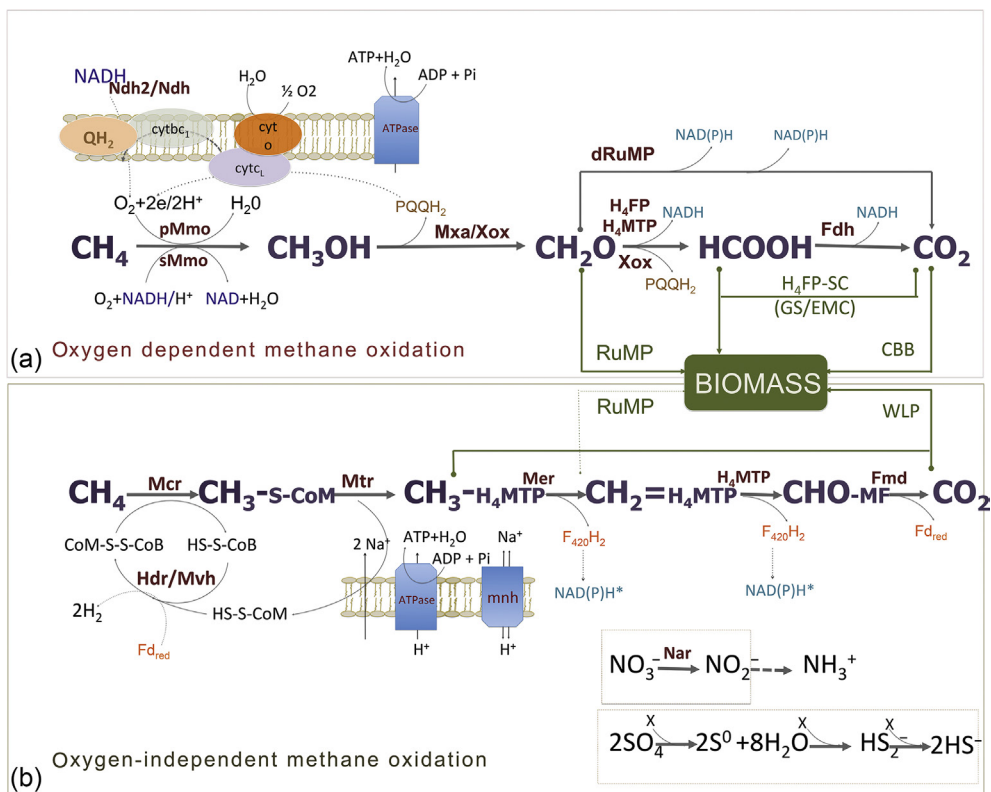 ATP+H₂O
ADP + Pi
NADH
Ndh2/Ndh
H₂O
½ O2
QH₂
cytbc₁
cyt
o
ATPase
cytc_L
O₂+2e/2H⁺
H₂0
pMmo
CH₄
sMmo
O₂+NADH/H⁺
NAD+H₂O
CH₃OH
PQQH₂
Mxa/Xox
dRuMP
NAD(P)H
NAD(P)H
H₄FP
H₄MTP
NADH
CH₂O
Xox
PQQH₂
HCOOH
NADH
Fdh
CO₂
H₄FP-SC
(GS/EMC)
RuMP
CBB
(a) Oxygen dependent methane oxidation
BIOMASS
RuMP
WLP
CH₄
Mcr
CH₃-S-CoM
Mtr
CH₃-H₄MTP
Mer
CH₂=H₄MTP
H₄MTP
CHO-MF
Fmd
CO₂
CoM-S-S-CoB
HS-S-CoB
Hdr/Mvh
2H₂
HS-S-CoM
Fd_red
2 Na⁺
ATP+H₂O
ADP + Pi
Na⁺
ATPase
mnh
H⁺
H⁺
F₄₂₀H₂
NAD(P)H*
F₄₂₀H₂
NAD(P)H*
Fd_red
NO₃⁻
Nar
NO₂⁻
NH₃⁺
X
X
X
2SO₄
2S⁰ +8H₂O
HS₂⁻
2HS⁻
(b) Oxygen-independent methane oxidation